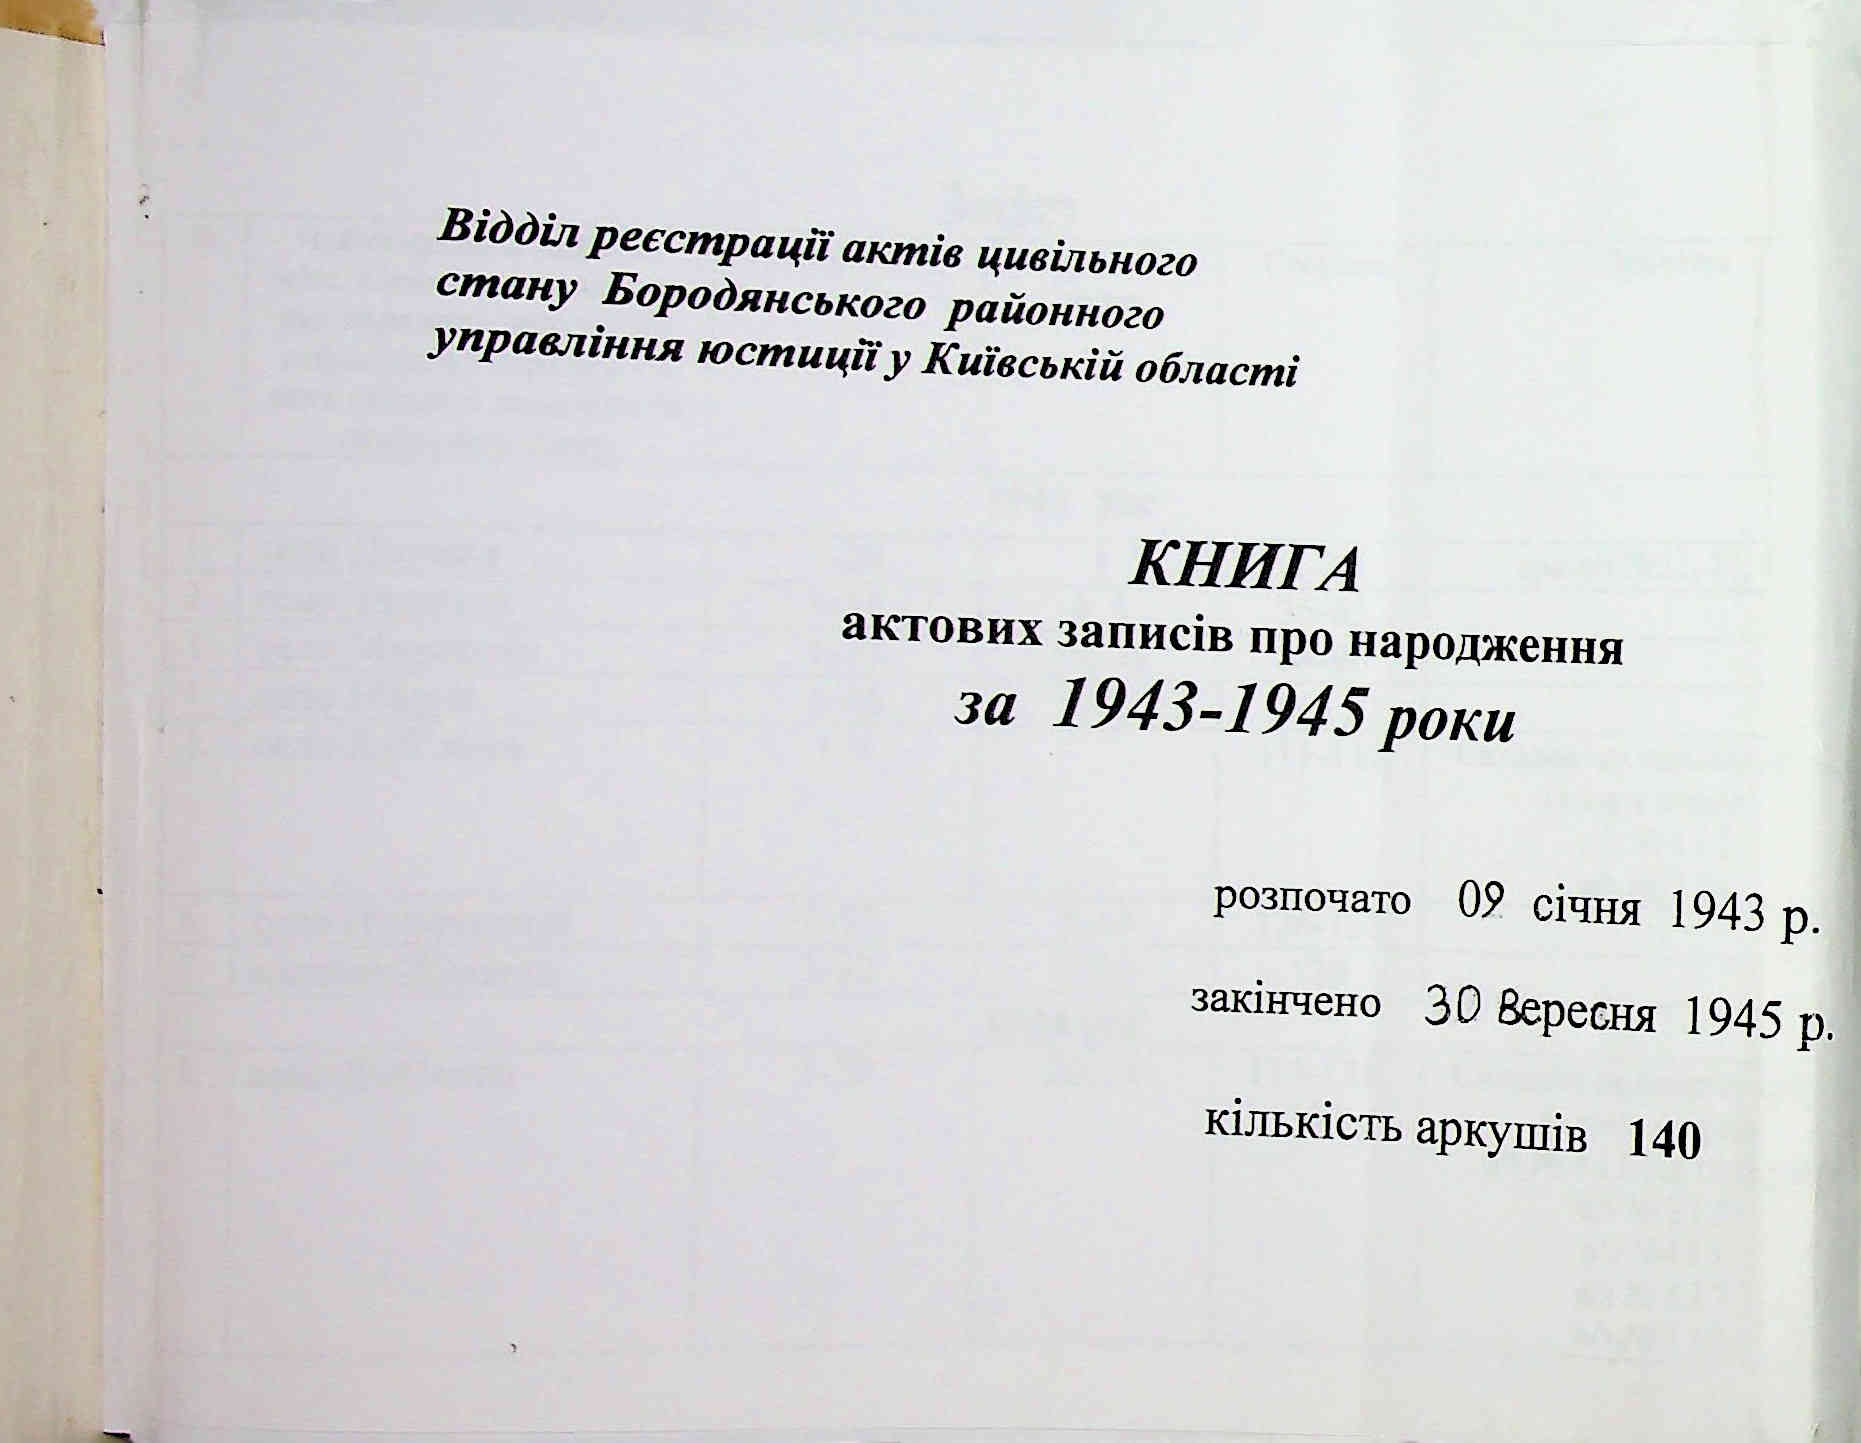 Відділ реєстрації актів цивільного
стану Бородянського районного
управління юстиції у Київській області
КНИГА
актових записів про народження
за 1943-1945 роки
розпочато 09 січня 1943 р.
закінчено 30 вересня 1945 р.
кількість аркушів 140